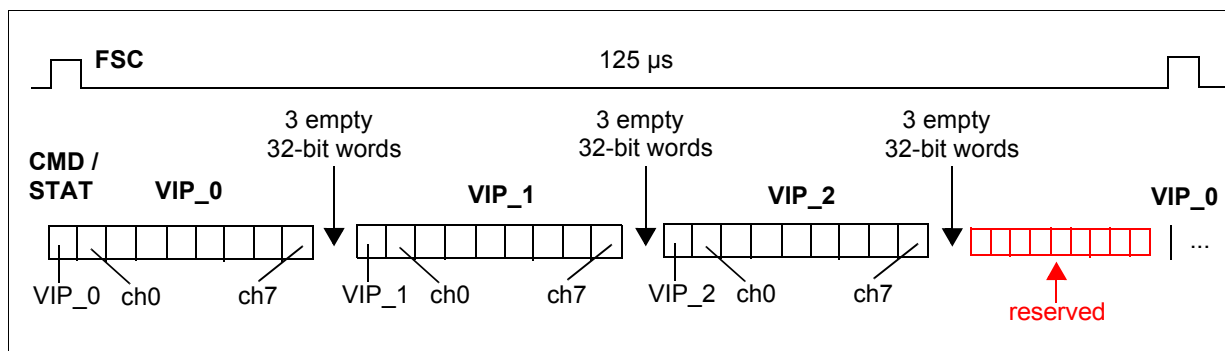 FSC
125 µs
3 empty
32-bit words
3 empty
32-bit words
3 empty
32-bit words
CMD /
STAT
VIP_0
VIP_1
VIP_2
VIP_0
...
VIP_0
ch0
ch7
VIP_1
ch0
ch7
VIP_2
ch0
ch7
reserved